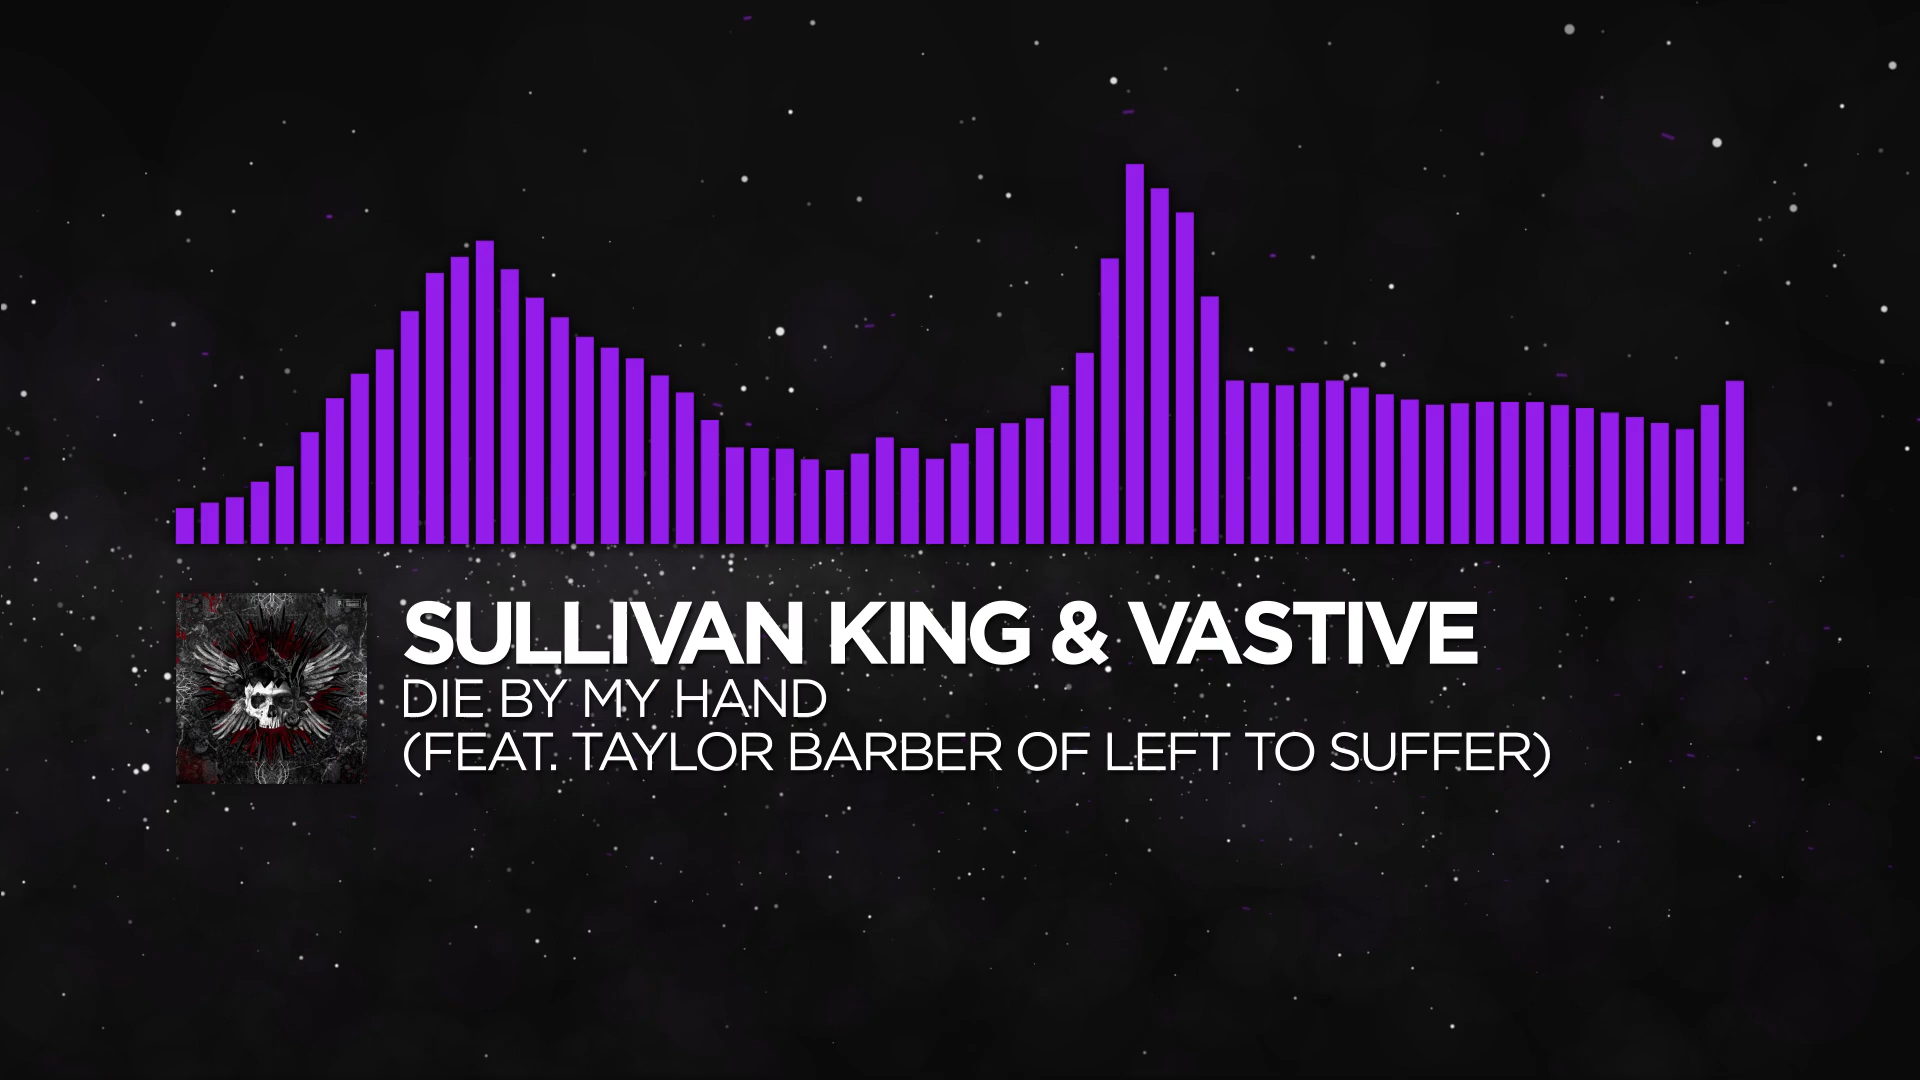 SULLIVAN KING & VASTIVE
DIE BY MY HAND
(FEAT. TAYLOR BARBER OF LEFT TO SUFFER)